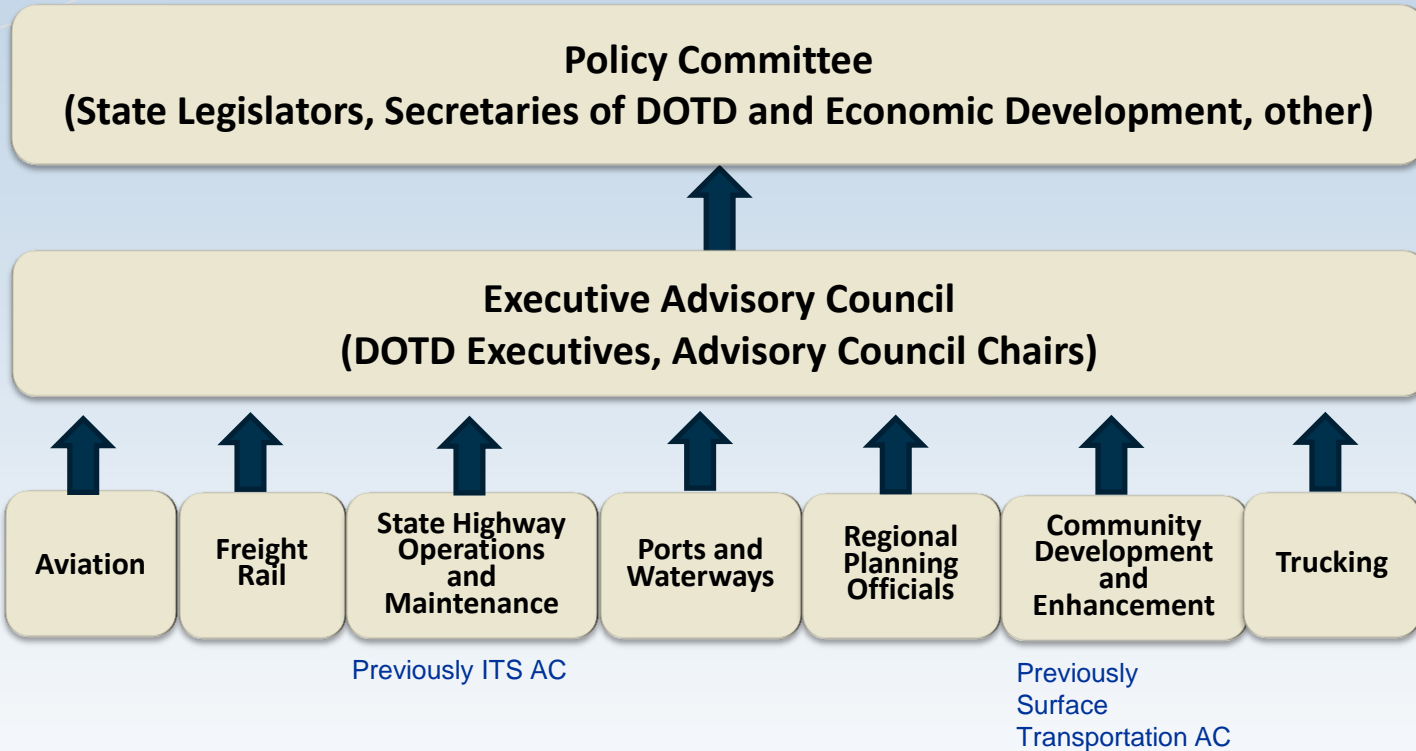 Policy Committee
(State Legislators, Secretaries of DOTD and Economic Development, other)
Executive Advisory Council
(DOTD Executives, Advisory Council Chairs)
Aviation
Freight
Rail
State Highway
Operations
and
Maintenance
Ports and
Waterways
Regional
Planning
Officials
Community
Development
and
Enhancement
Trucking
Previously ITS AC
Previously
Surface
Transportation AC